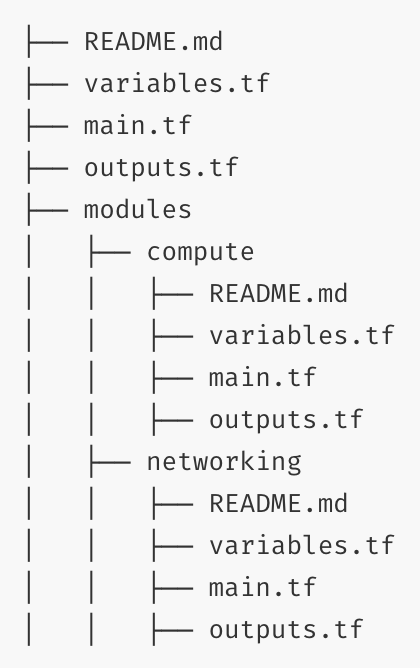 ├── README.md
├── variables.tf
├── main.tf
├── outputs.tf
├── modules
│   ├── compute
│   │   ├── README.md
│   │   ├── variables.tf
│   │   ├── main.tf
│   │   ├── outputs.tf
│   ├── networking
│   │   ├── README.md
│   │   ├── variables.tf
│   │   ├── main.tf
│   │   ├── outputs.tf